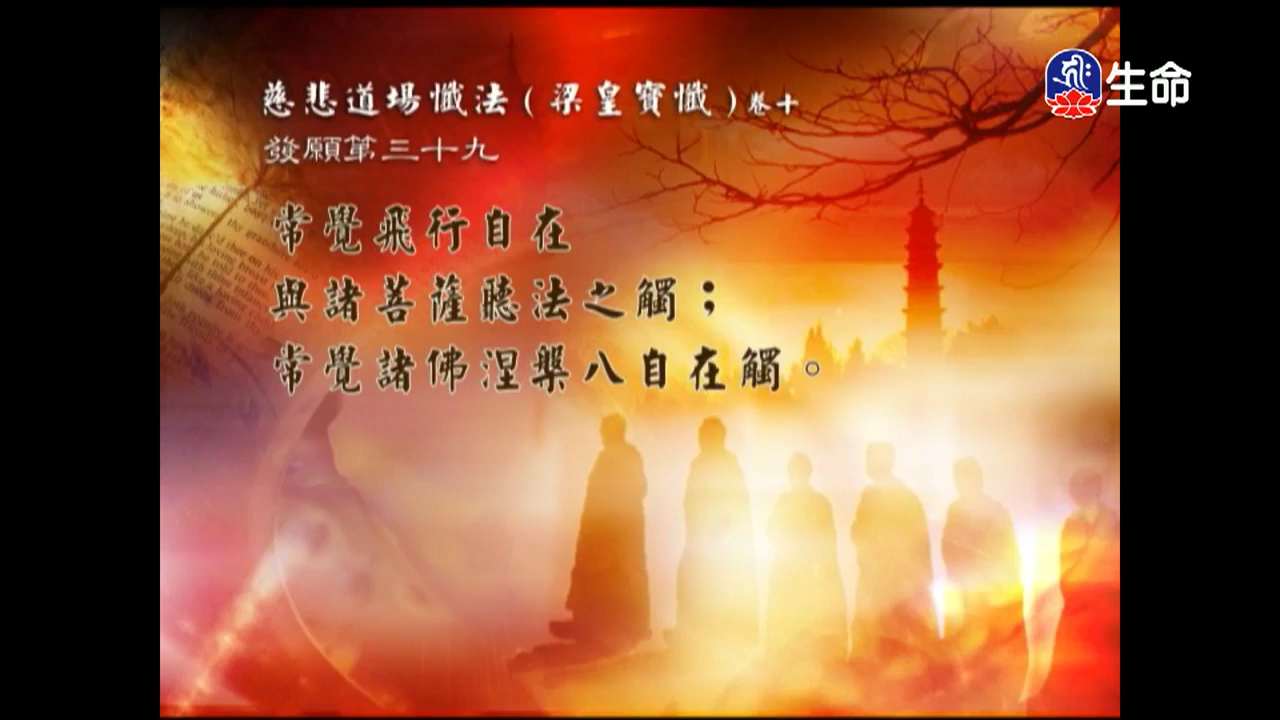 慈悲道場懺法(梁皇寶懺)卷十
生命
發願第三十九
常覺飛行自在
與諸菩薩聽法之觸；
常覺諸佛涅槃八自在觸。